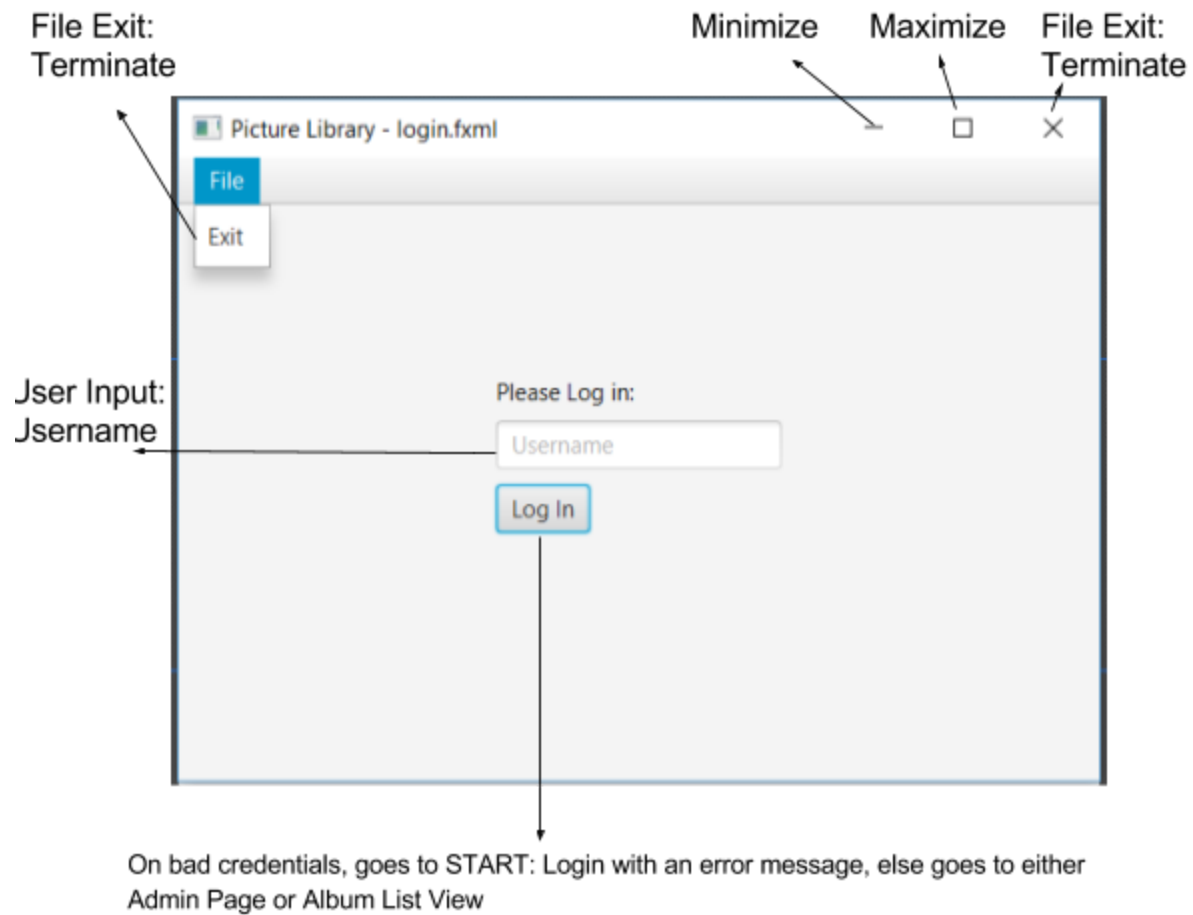 File Exit:
Terminate
Minimize
Maximize
File Exit:
Terminate
Picture Library - login.fxml
File
Exit
Jser Input:
Jsername
Please Log in:
Username
Log In
On bad credentials, goes to START: Login with an error message, else goes to either
Admin Page or Album List View